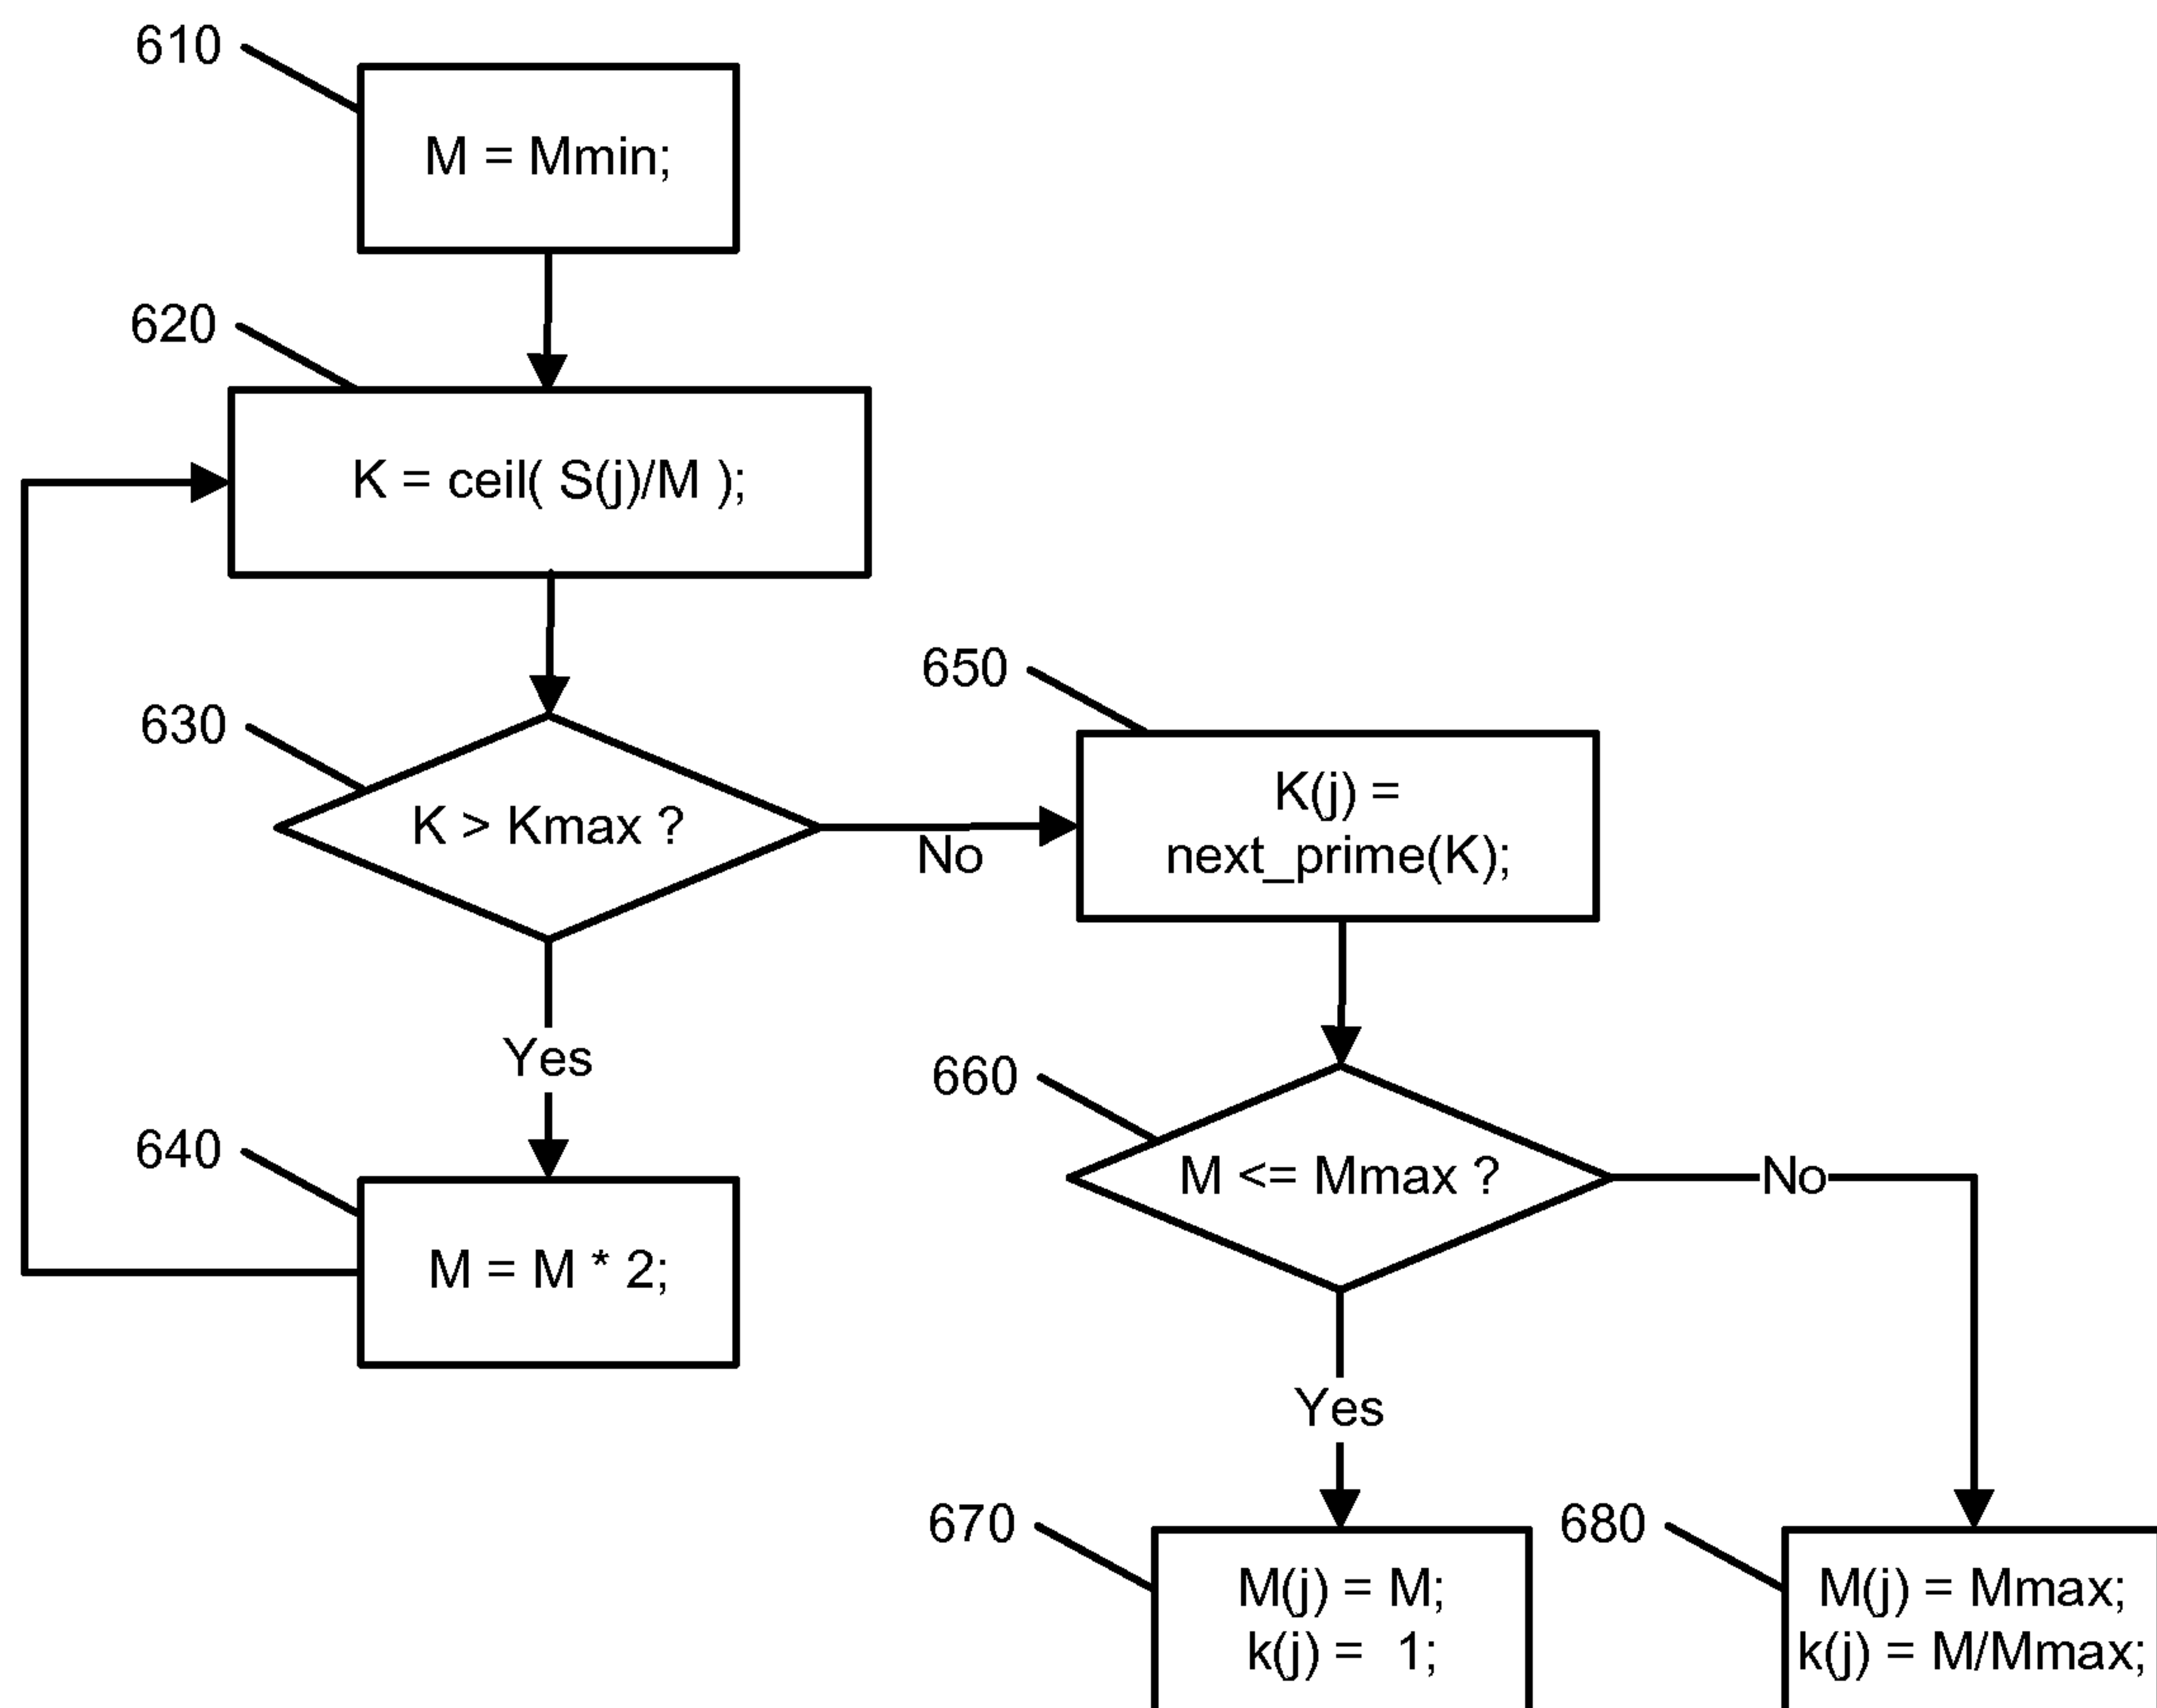 610
M = Mmin;
620
K = ceil( S(j)/M );
630
K > Kmax ?
No
650
K(j) =
next_prime(K);
Yes
660
M <= Mmax ?
No
640
M = M * 2;
Yes
670
M(j) = M;
k(j) = 1;
680
M(j) = Mmax;
k(j) = M/Mmax;